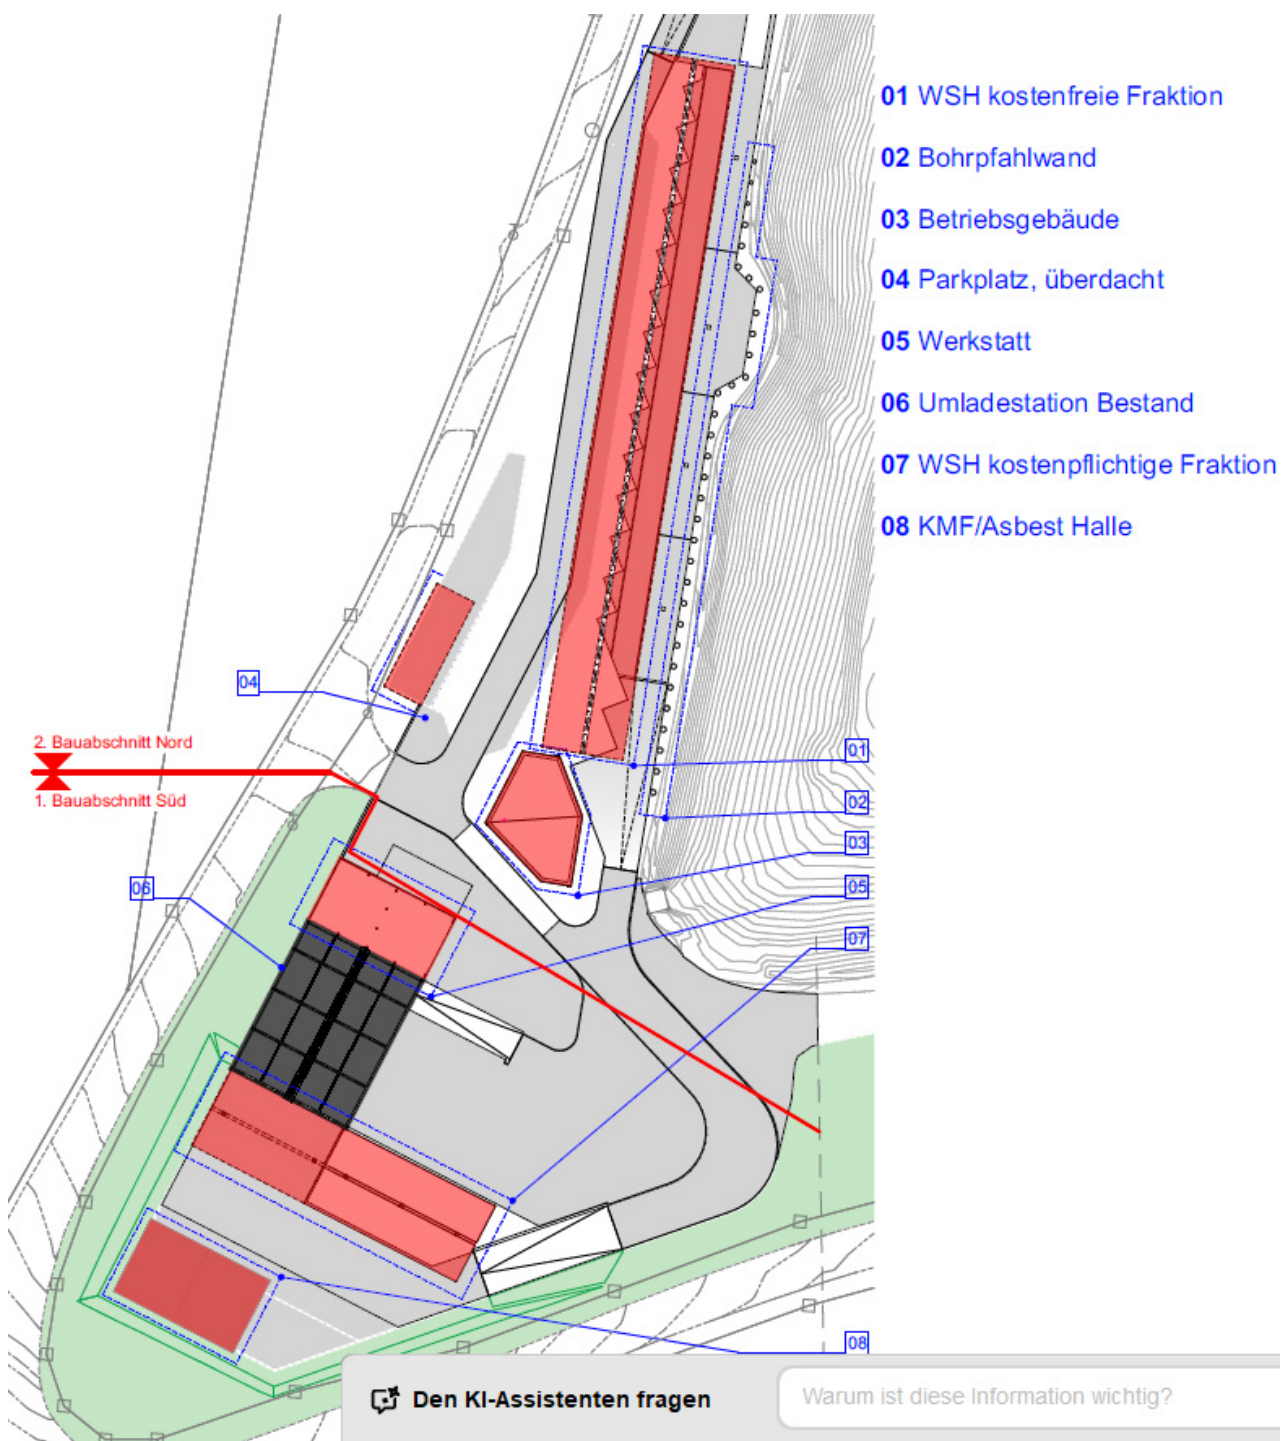 01 WSH kostenfreie Fraktion
02 Bohrpfahlwand
03 Betriebsgebäude
04 Parkplatz, überdacht
05 Werkstatt
06 Umladestation Bestand
07 WSH kostenpflichtige Fraktion
08 KMF/Asbest Halle
04
2. Bauabschnitt Nord
1. Bauabschnitt Süd
01
02
03
05
06
07
08
Den KI-Assistenten fragen
Warum ist diese Information wichtig?